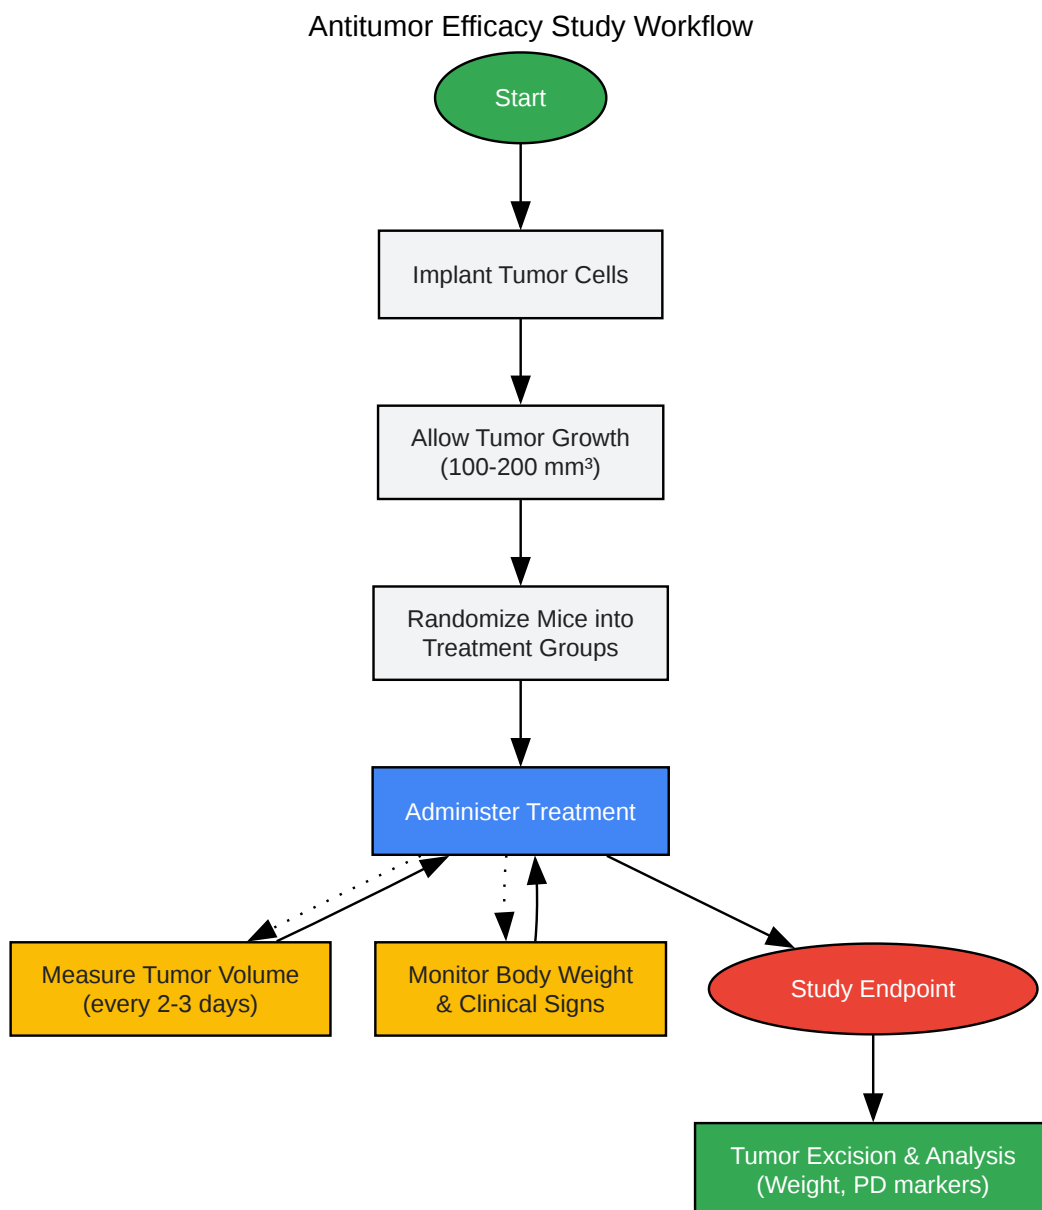 Antitumor Efficacy Study Workflow
Start
Implant Tumor Cells
Allow Tumor Growth
(100-200 mm³)
Randomize Mice into
Treatment Groups
Administer Treatment
Measure Tumor Volume
(every 2-3 days)
Monitor Body Weight
& Clinical Signs
Study Endpoint
Tumor Excision & Analysis
(Weight, PD markers)